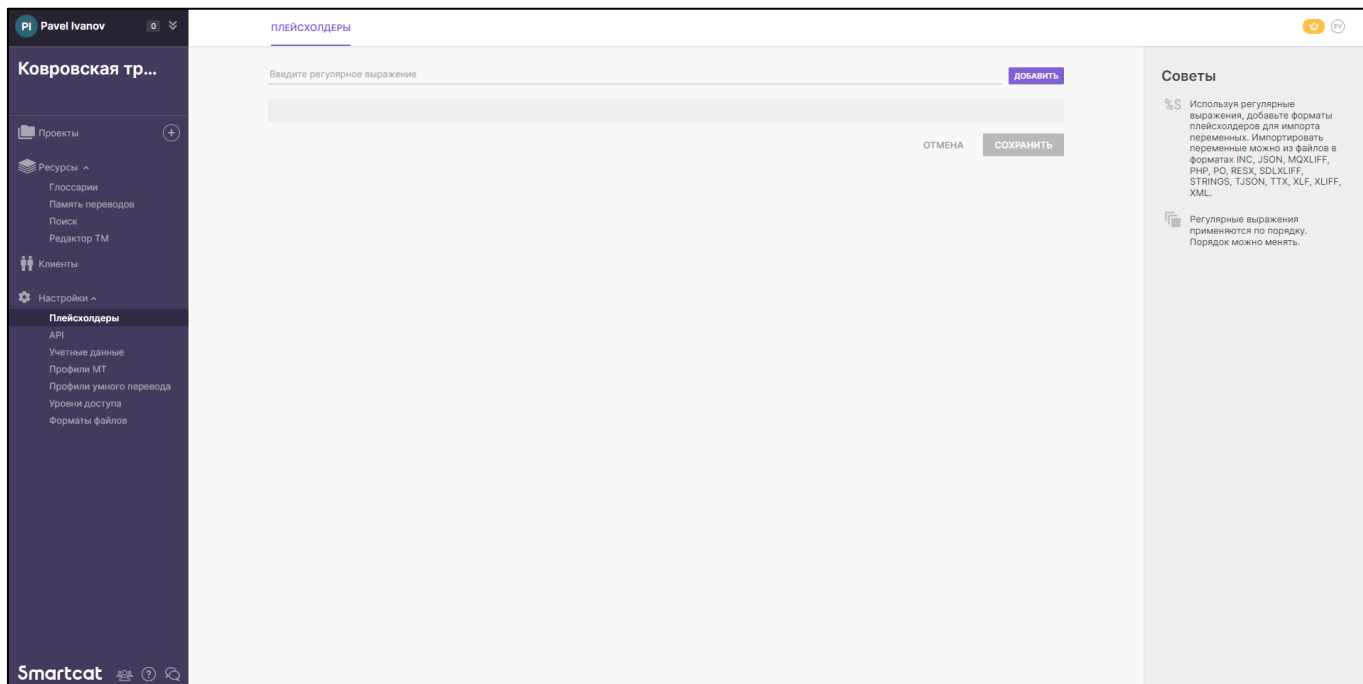 PI Pavel Ivanov 0
Ковровская тр...
Проекты
Ресурсы
Глоссарии
Память переводов
Поиск
Редактор ТМ
Клиенты
Настройки
Плейсхолдеры
API
Учетные данные
Профили МТ
Профили умного перевода
Уровни доступа
Форматы файлов
Smartcat ?
ПЛЕЙСХОЛДЕРЫ
РУ
Введите регулярное выражение
ДОБАВИТЬ
ОТМЕНА СОХРАНИТЬ
Советы
%S Используя регулярные
выражения, добавьте форматы
плейсхолдеров для импорта
переменных. Импортировать
переменные можно из файлов в
форматах INC, JSON, MQXLIFF,
PHP, PO, RESX, SDLXLIFF,
STRINGS, TJSON, TTX, XLF, XLIFF,
XML.
Регулярные выражения
применяются по порядку.
Порядок можно менять.